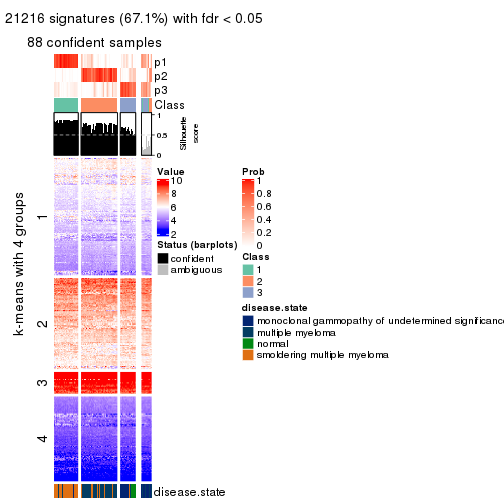 21216 signatures (67.1%) with fdr < 0.05
88 confident samples
p1
p2
p3
Class
1
0.5
0
Silhouette
score
k-means with 4 groups
1
2
3
4
disease.state
Value
10
8
6
4
2
Status (barplots)
confident
ambiguous
Prob
1
0.8
0.6
0.4
0.2
0
Class
1
2
3
disease.state
monoclonal gammopathy of undetermined significance
multiple myeloma
normal
smoldering multiple myeloma